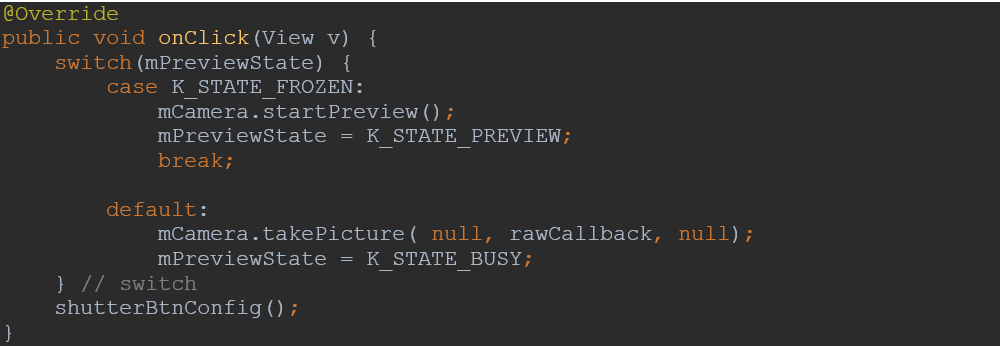 @Override
public void onClick(View v) {
    switch(mPreviewState) {
        case K_STATE_FROZEN:
            mCamera.startPreview();
            mPreviewState = K_STATE_PREVIEW;
            break;

        default:
            mCamera.takePicture( null, rawCallback, null);
            mPreviewState = K_STATE_BUSY;
    } // switch
    shutterBtnConfig();
}